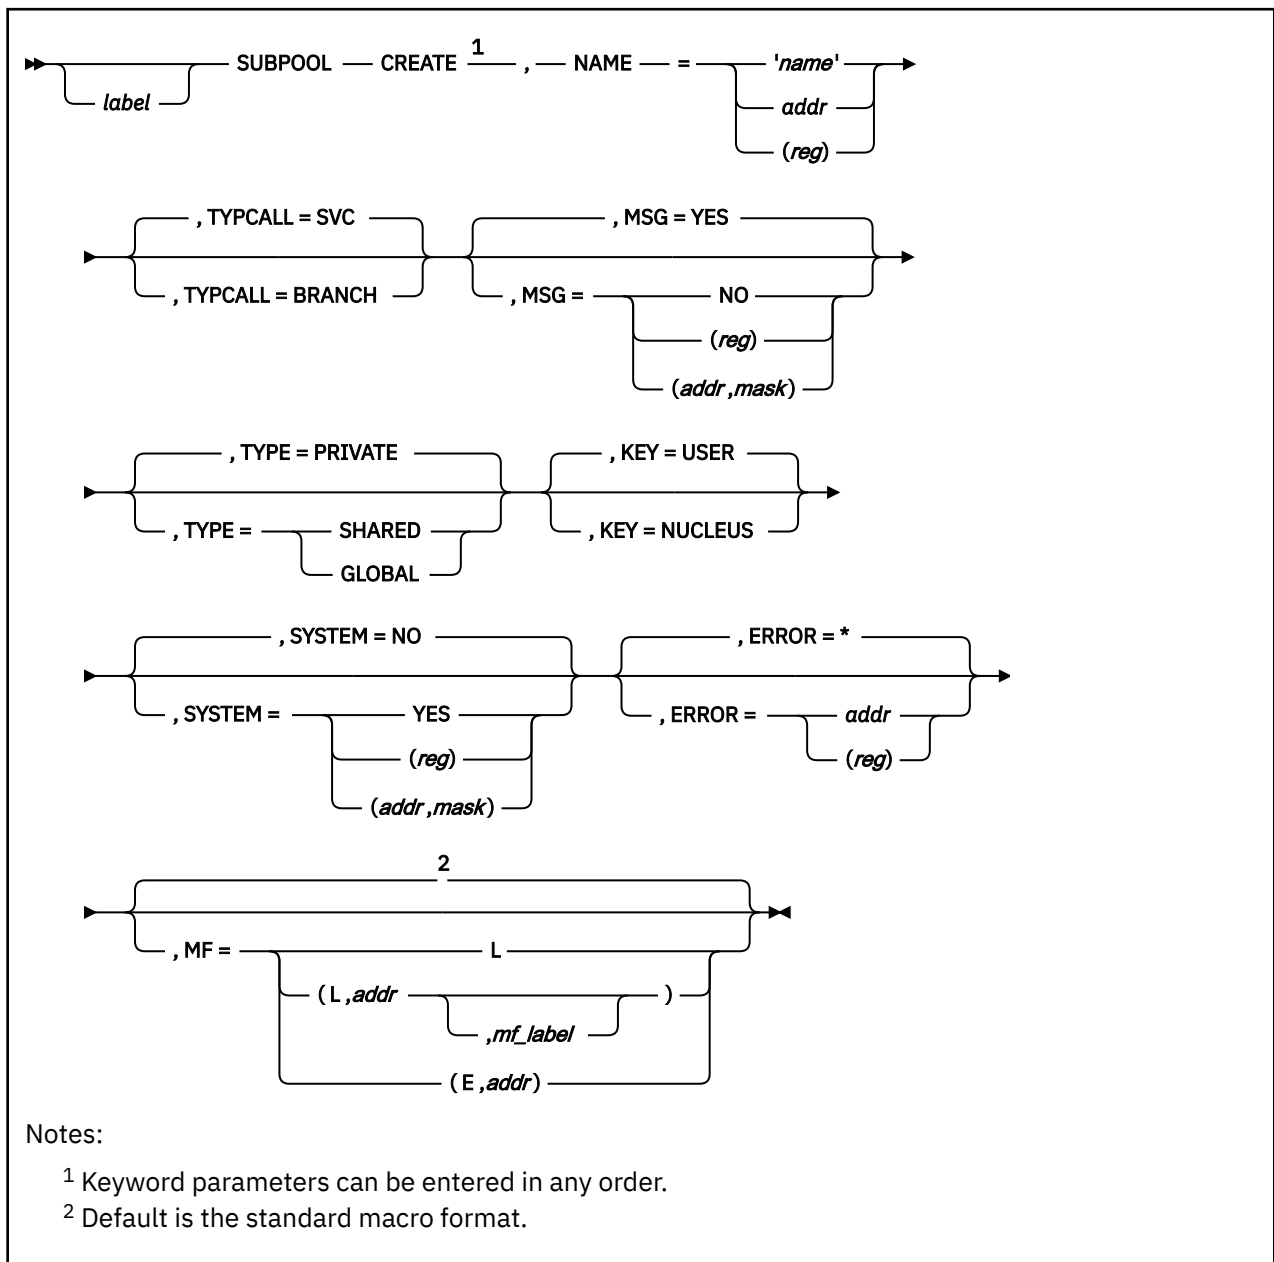 1
SUBPOOL CREATE , NAME = 'name'
label addr
(reg)
, TYPCALL = SVC , MSG = YES
, TYPCALL = BRANCH , MSG = NO
(reg)
(addr ,mask)
, TYPE = PRIVATE , KEY = USER
, TYPE = SHARED , KEY = NUCLEUS
GLOBAL
, SYSTEM = NO , ERROR = *
, SYSTEM = YES , ERROR = addr
(reg) (reg)
(addr ,mask)
2
, MF = L
( L ,addr )
,mf_label
( E ,addr )
Notes:
1 Keyword parameters can be entered in any order.
2 Default is the standard macro format.